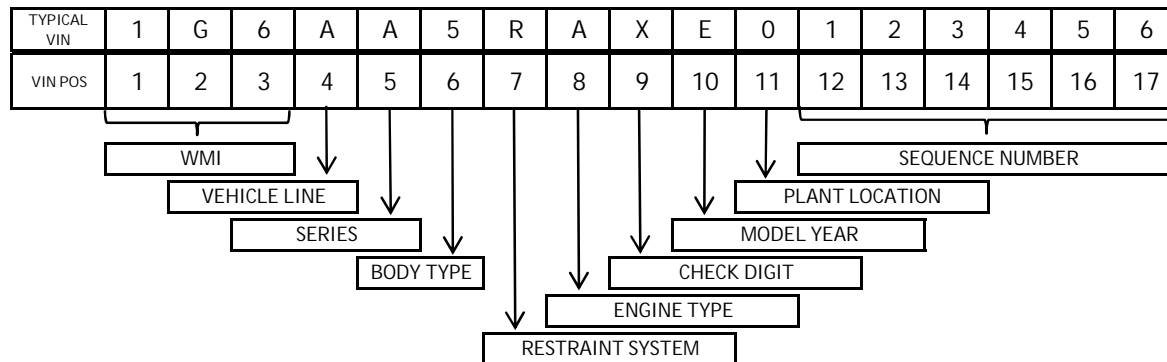 TYPICAL VIN 1 G 6 A A 5 R A X E 0 1 2 3 4 5 6
VIN POS 1 2 3 4 5 6 7 8 9 10 11 12 13 14 15 16 17
WMI SEQUENCE NUMBER
VEHICLE LINE PLANT LOCATION
SERIES MODEL YEAR
BODY TYPE CHECK DIGIT
ENGINE TYPE
RESTRAINT SYSTEM